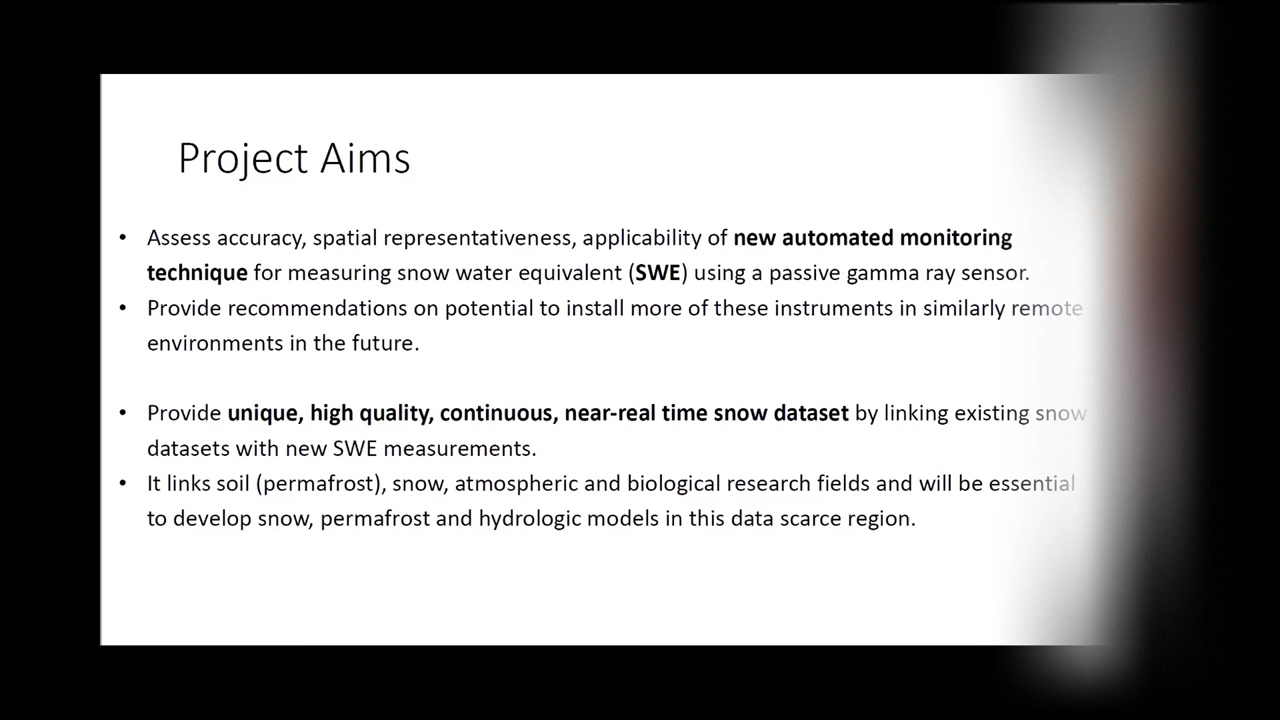 Project Aims
• Assess accuracy, spatial representativeness, applicability of new automated monitoring
technique for measuring snow water equivalent (SWE) using a passive gamma ray sensor.
• Provide recommendations on potential to install more of these instruments in similarly remote
environments in the future.
• Provide unique, high quality, continuous, near-real time snow dataset by linking existing snow
datasets with new SWE measurements.
• It links soil (permafrost), snow, atmospheric and biological research fields and will be essential
to develop snow, permafrost and hydrologic models in this data scarce region.